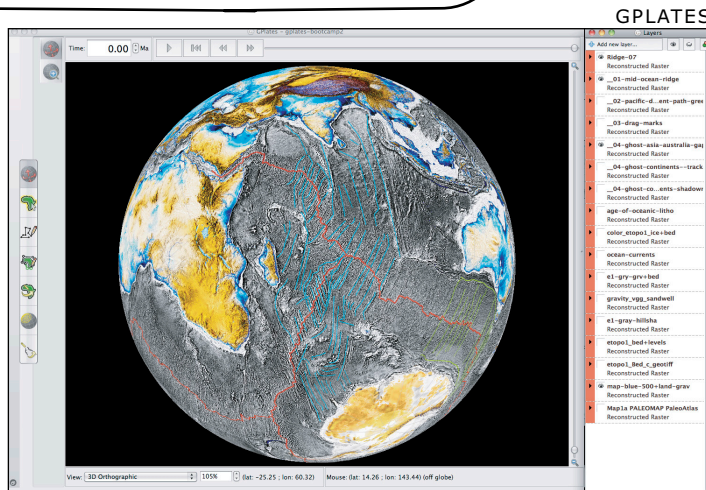 GPLATES
GPlates - gplates-bootcamp2
Layers
Time: 0.00 Ma
Add new layer...
Ridge-07
Reconstructed Raster
__01-mid-ocean-ridge
Reconstructed Raster
__02-pacific-d...ent-path-gree
Reconstructed Raster
__03-drag-marks
Reconstructed Raster
__04-ghost-asia-australia-gap
Reconstructed Raster
__04-ghost-continents--track
Reconstructed Raster
__04-ghost-co...ents-shadow
Reconstructed Raster
age-of-oceanic-litho
Reconstructed Raster
color_etopo1_ice+bed
Reconstructed Raster
ocean-currents
Reconstructed Raster
e1-gry-grv+bed
Reconstructed Raster
gravity_vgg_sandwell
Reconstructed Raster
e1-gray-hillsha
Reconstructed Raster
etopo1_bed+levels
Reconstructed Raster
etopo1_Bed_c_geotiff
Reconstructed Raster
map-blue-500+land-grav
Reconstructed Raster
Map1a PALEOMAP PaleoAtlas
Reconstructed Raster
View: 3D Orthographic 105% (lat: -25.25 ; lon: 60.32) Mouse: (lat: 14.26 ; lon: 143.44) (off globe)